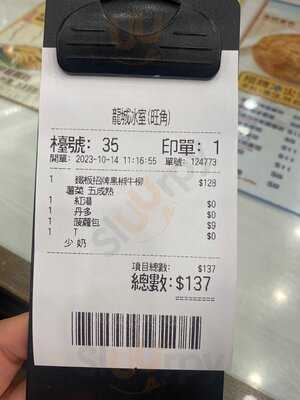 龍城冰室(旺角)
檯號: 35 印單: 1
開單: 2023-10-14 11:16:55 單號: 124773
1 鐵板招牌黑椒牛柳 $128
薯菜 五成熟
1 紅湯 $0
1 丹多 $0
1 菠蘿包 $9
1 T $0
少奶
項目總數: $137
總數:$137